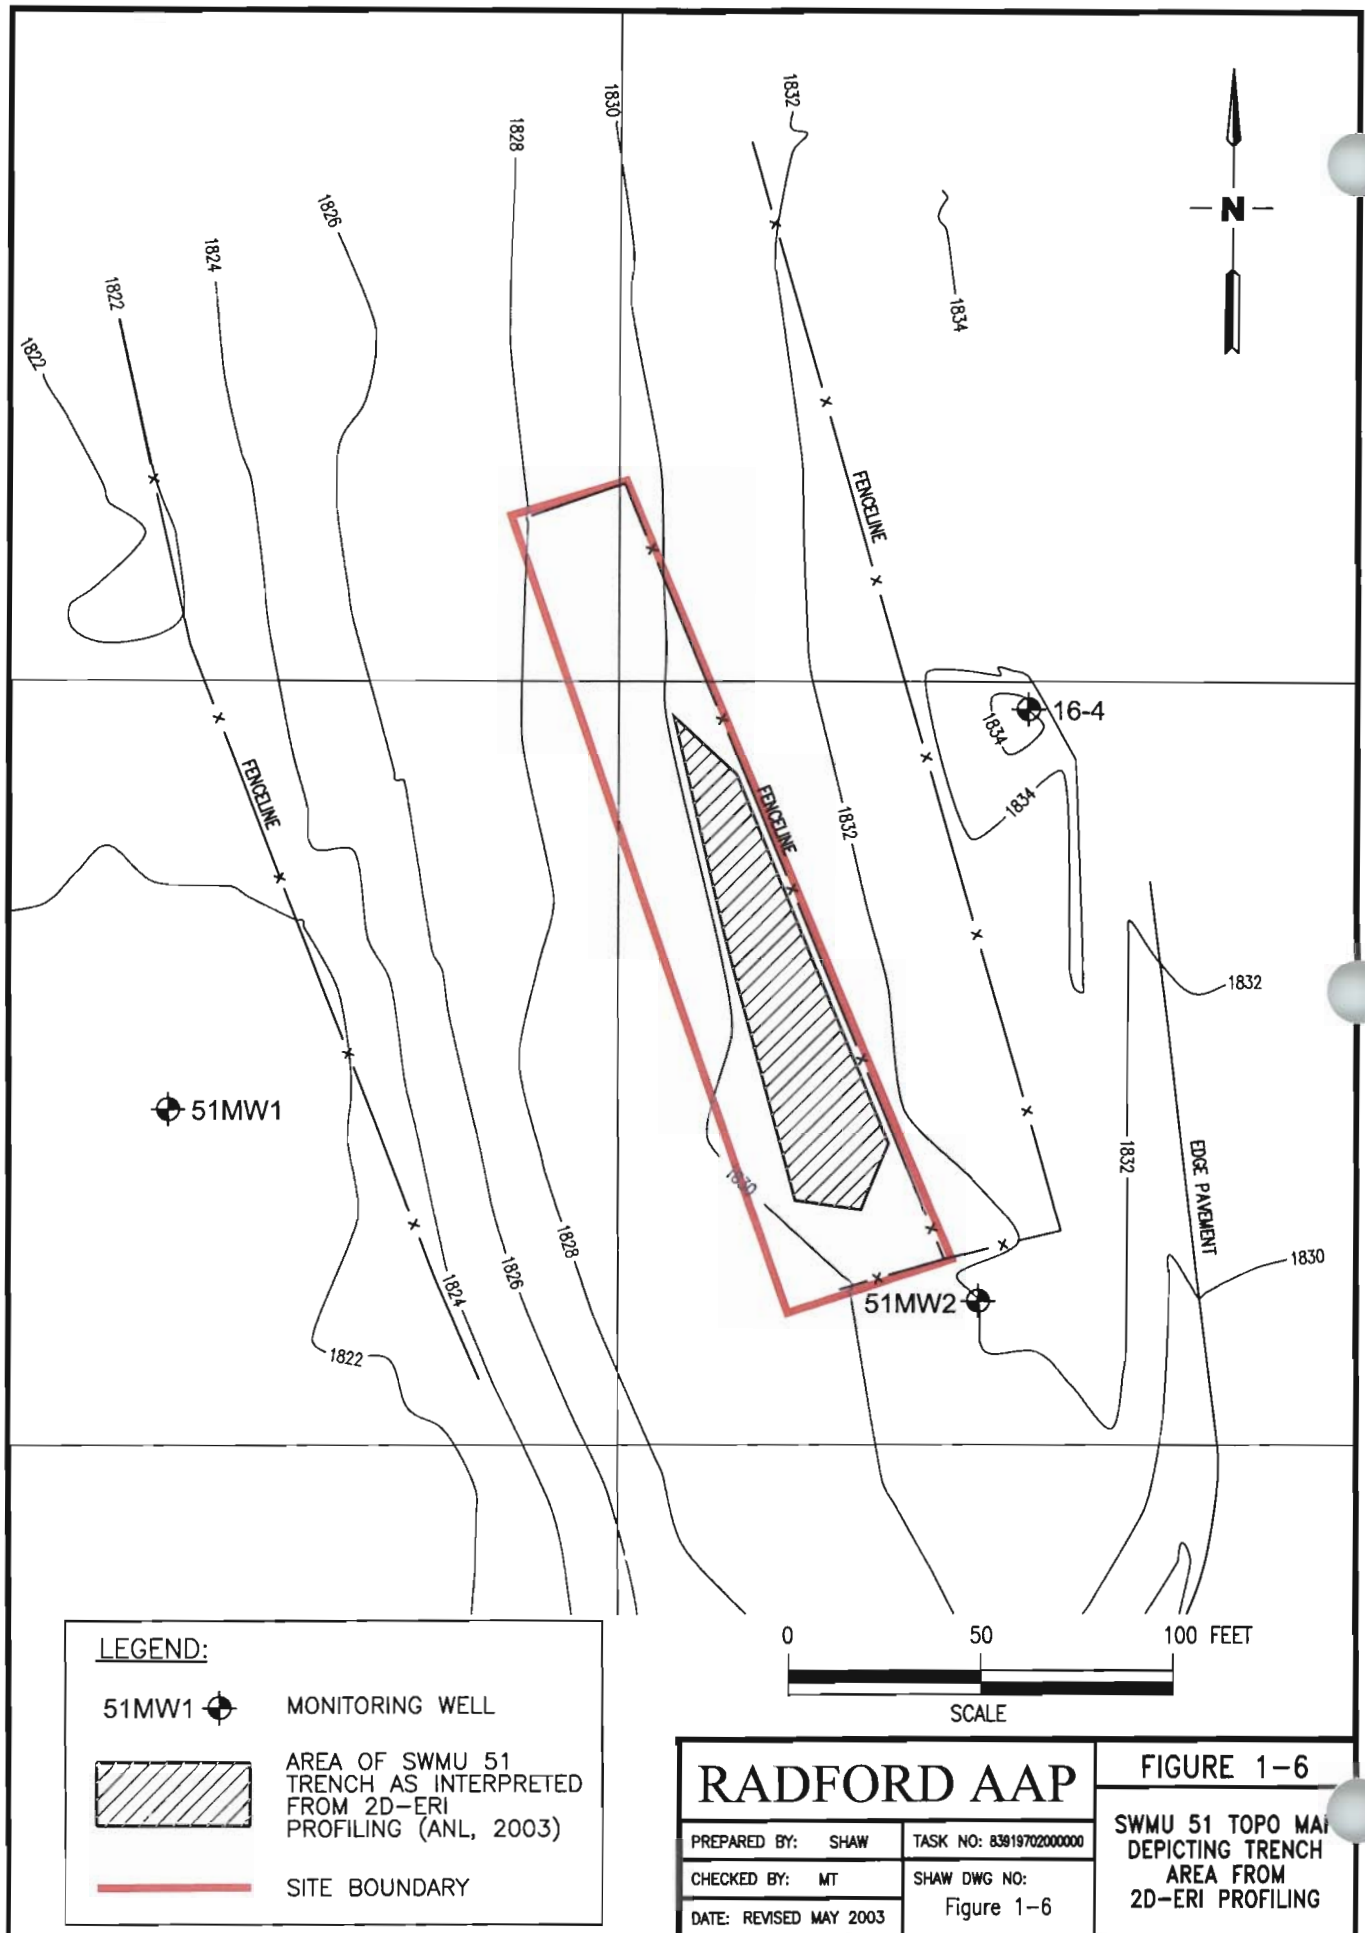 1832
1830
1828
1826
1824
1822
1822
N
1834
FENCELINE
16-4
1834
1834
FENCELINE
FENCELINE
1832
1832
51MW1
1832
EDGE PAVEMENT
1830
1828
1826
1824
1830
51MW2
1822
LEGEND:
51MW1
MONITORING WELL
AREA OF SWMU 51
TRENCH AS INTERPRETED
FROM 2D-ERI
PROFILING (ANL, 2003)
SITE BOUNDARY
0 50 100 FEET
SCALE
RADFORD AAP
PREPARED BY: SHAW
TASK NO: 83919702000000
CHECKED BY: MT
SHAW DWG NO:
Figure 1-6
DATE: REVISED MAY 2003
FIGURE 1-6
SWMU 51 TOPO
DEPICTING TRENCH
AREA FROM
2D-ERI PROFILING